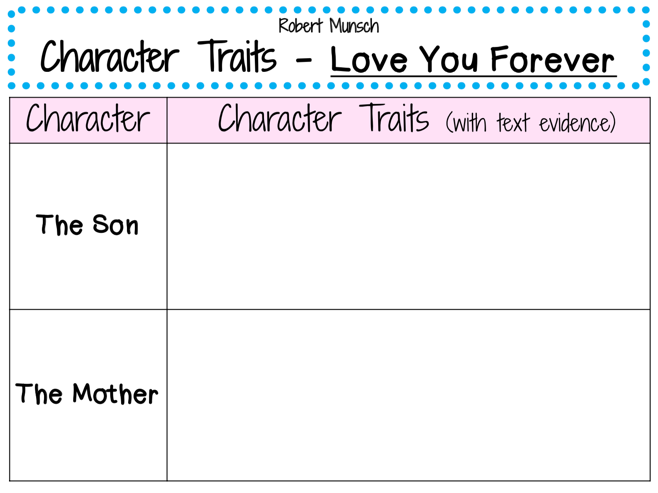 Robert Munsch
Character Traits - Love You Forever
Character
Character Traits (with text evidence)
The Son
The Mother